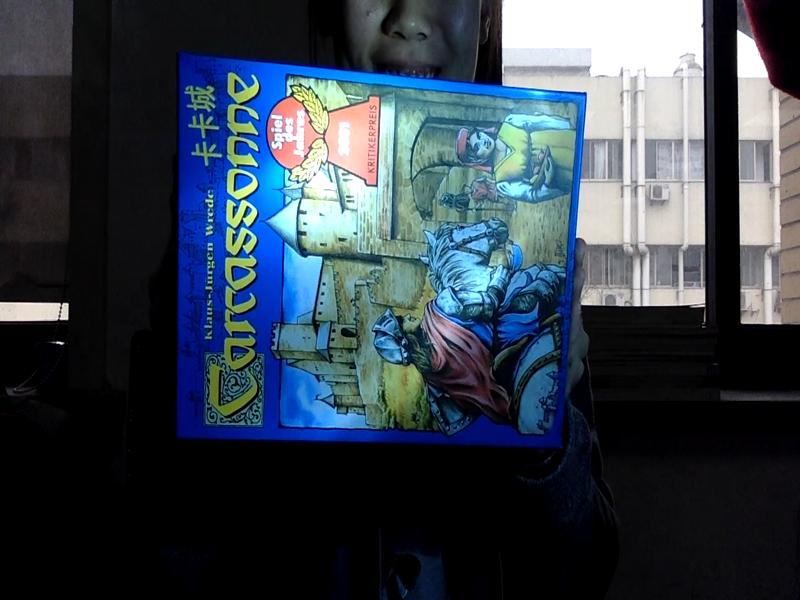 卡卡城
Klaus-Jürgen Wrede
Carcassonne
Spiel
des
Jahres
2001
KRITIKERPREIS